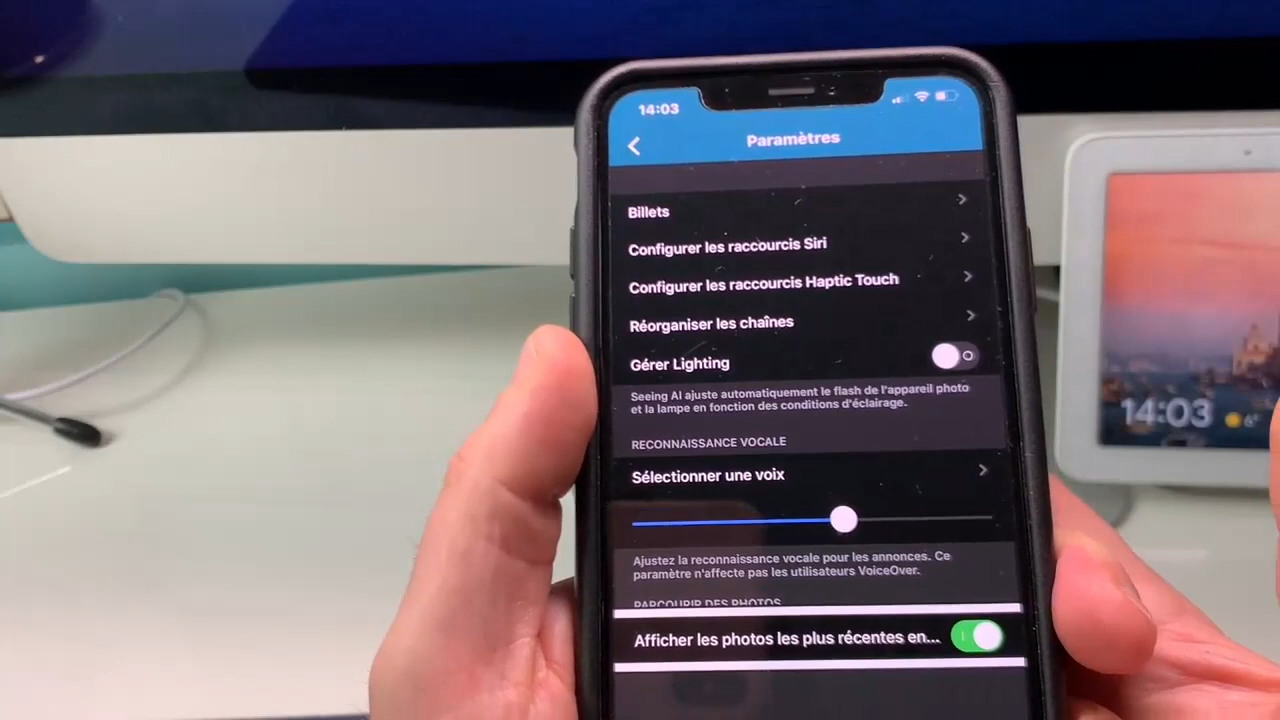 14:03
Paramètres
Billets
Configurer les raccourcis Siri
Configurer les raccourcis Haptic Touch
Réorganiser les chaînes
Gérer Lighting
Seeing AI ajuste automatiquement le flash de l'appareil photo
et la lampe en fonction des conditions d'éclairage.
RECONNAISSANCE VOCALE
Sélectionner une voix
Ajustez la reconnaissance vocale pour les annonces. Ce
paramètre n'affecte pas les utilisateurs VoiceOver.
PARCOURIR DES PHOTOS
Afficher les photos les plus récentes en...
14:03
6°